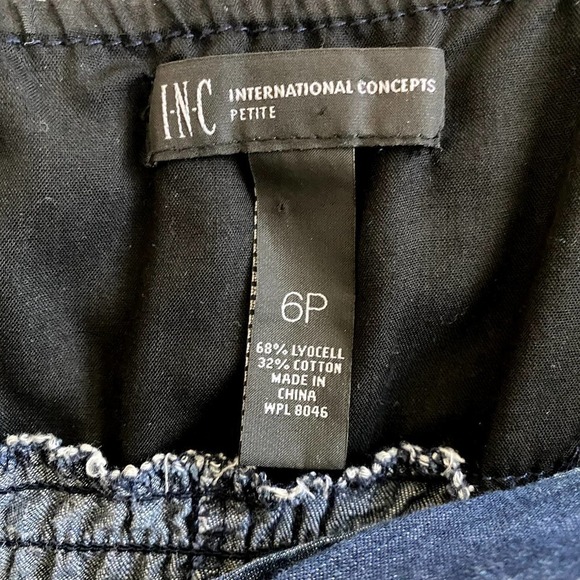 I·N·C INTERNATIONAL CONCEPTS
PETITE
6P
68% LYOCELL
32% COTTON
MADE IN
CHINA
WPL 8046